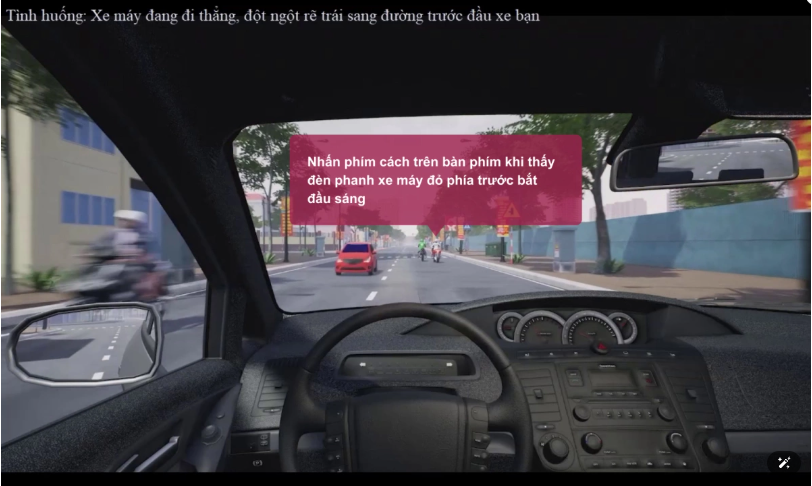 Tình huống: Xe máy đang đi thẳng, đột ngột rẽ trái sang đường trước đầu xe bạn
Nhấn phím cách trên bàn phím khi thấy
đèn phanh xe máy đỏ phía trước bắt
đầu sáng